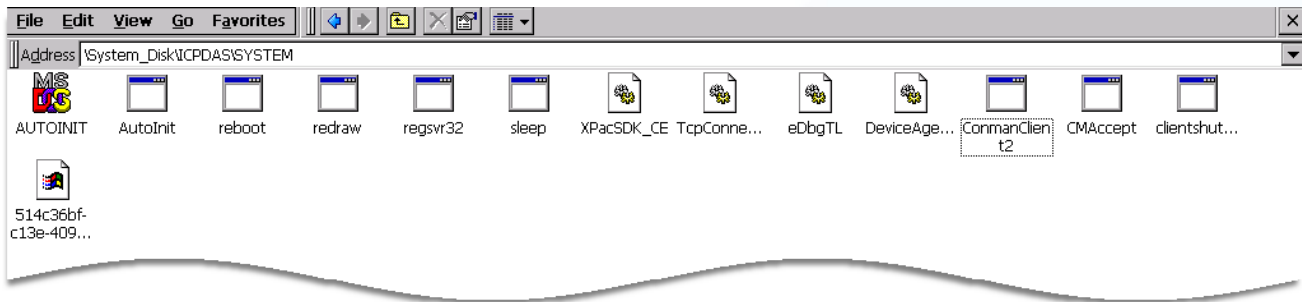 File Edit View Go Favorites
Address \System_Disk\ICPDAS\SYSTEM
MS
DOS
AUTOINIT AutoInit reboot redraw regsvr32 sleep XPacSDK_CE TcpConne... eDbgTL DeviceAge... ConmanClien CMAccept clientshut...
t2
514c36bf-
c13e-409...